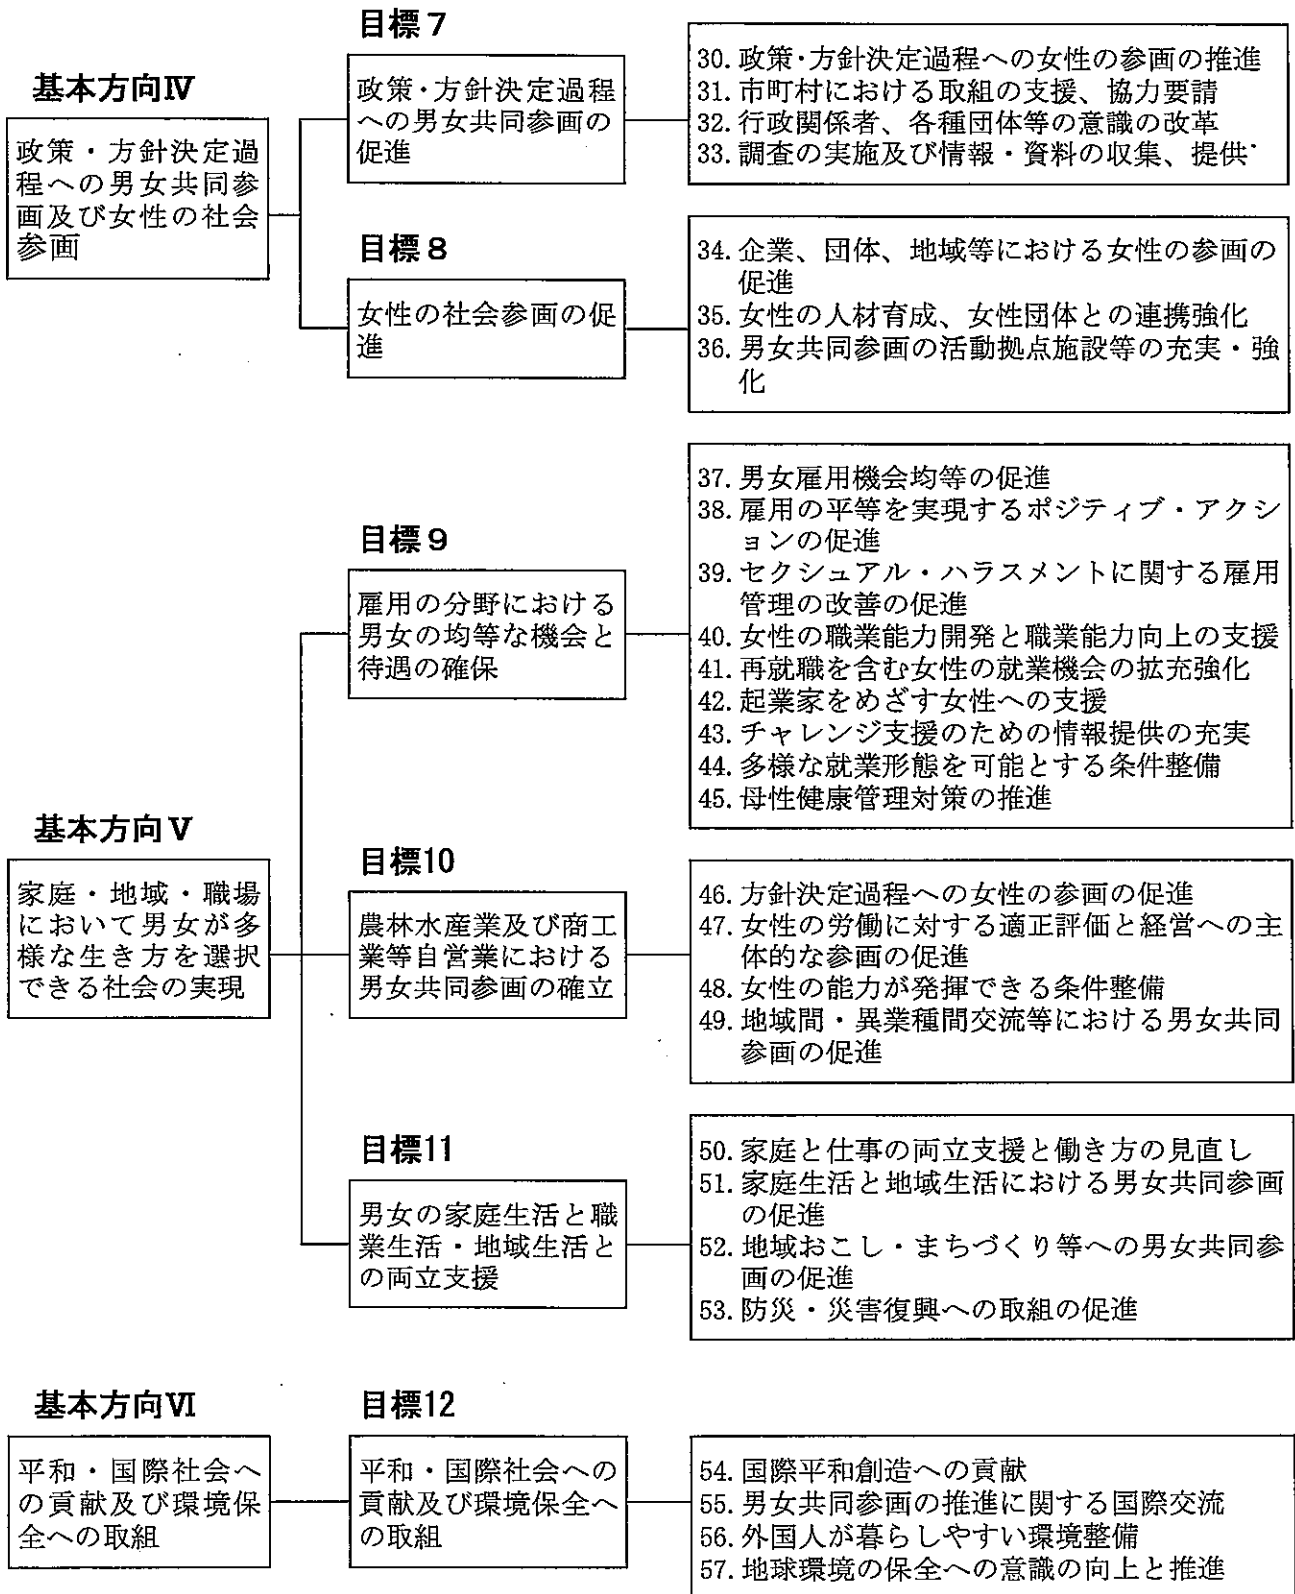 基本方向Ⅳ
政策・方針決定過
程への男女共同参
画及び女性の社会
参画
目標7
政策・方針決定過程
への男女共同参画の
促進
30. 政策・方針決定過程への女性の参画の推進
31. 市町村における取組の支援、協力要請
32. 行政関係者、各種団体等の意識の改革
33. 調査の実施及び情報・資料の収集、提供
目標8
女性の社会参画の促
進
34. 企業、団体、地域等における女性の参画の
促進
35. 女性の人材育成、女性団体との連携強化
36. 男女共同参画の活動拠点施設等の充実・強
化
基本方向Ⅴ
家庭・地域・職場
において男女が多
様な生き方を選択
できる社会の実現
目標9
雇用の分野における
男女の均等な機会と
待遇の確保
37. 男女雇用機会均等の促進
38. 雇用の平等を実現するポジティブ・アクシ
ョンの促進
39. セクシュアル・ハラスメントに関する雇用
管理の改善の促進
40. 女性の職業能力開発と職業能力向上の支援
41. 再就職を含む女性の就業機会の拡充強化
42. 起業家をめざす女性への支援
43. チャレンジ支援のための情報提供の充実
44. 多様な就業形態を可能とする条件整備
45. 母性健康管理対策の推進
目標10
農林水産業及び商工
業等自営業における
男女共同参画の確立
46. 方針決定過程への女性の参画の促進
47. 女性の労働に対する適正評価と経営への主
体的な参画の促進
48. 女性の能力が発揮できる条件整備
49. 地域間・異業種間交流等における男女共同
参画の促進
目標11
男女の家庭生活と職
業生活・地域生活と
の両立支援
50. 家庭と仕事の両立支援と働き方の見直し
51. 家庭生活と地域生活における男女共同参画
の促進
52. 地域おこし・まちづくり等への男女共同参
画の促進
53. 防災・災害復興への取組の促進
基本方向Ⅵ
平和・国際社会へ
の貢献及び環境保
全への取組
目標12
平和・国際社会への
貢献及び環境保全へ
の取組
54. 国際平和創造への貢献
55. 男女共同参画の推進に関する国際交流
56. 外国人が暮らしやすい環境整備
57. 地球環境の保全への意識の向上と推進